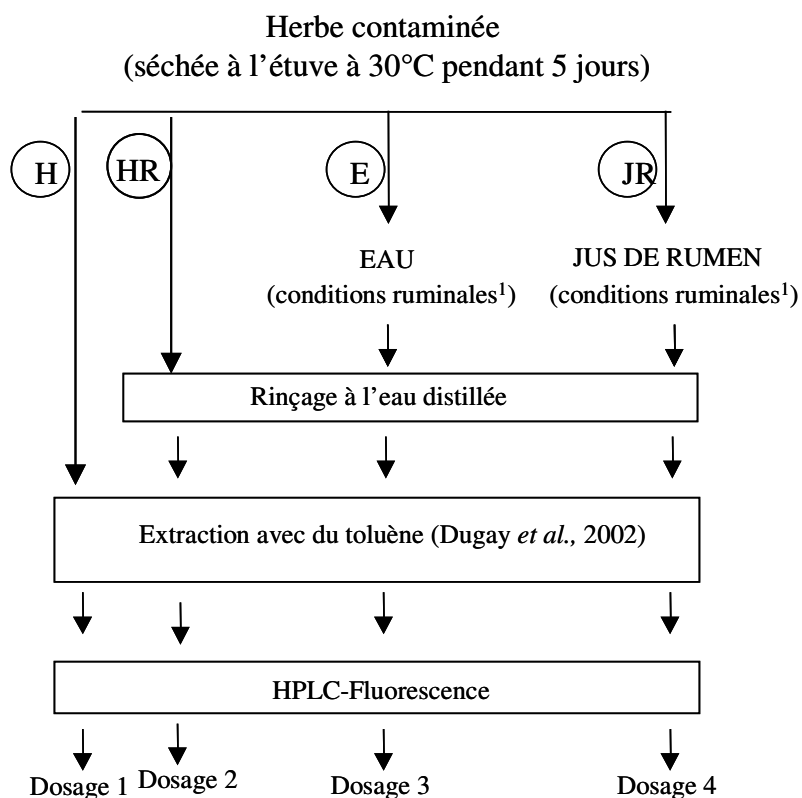 Herbe contaminée
(séchée à l’étuve à 30°C pendant 5 jours)
H HR E JR
EAU JUS DE RUMEN
(conditions ruminales¹) (conditions ruminales¹)
Rinçage à l’eau distillée
Extraction avec du toluène (Dugay et al., 2002)
HPLC-Fluorescence
Dosage 1 Dosage 2 Dosage 3 Dosage 4